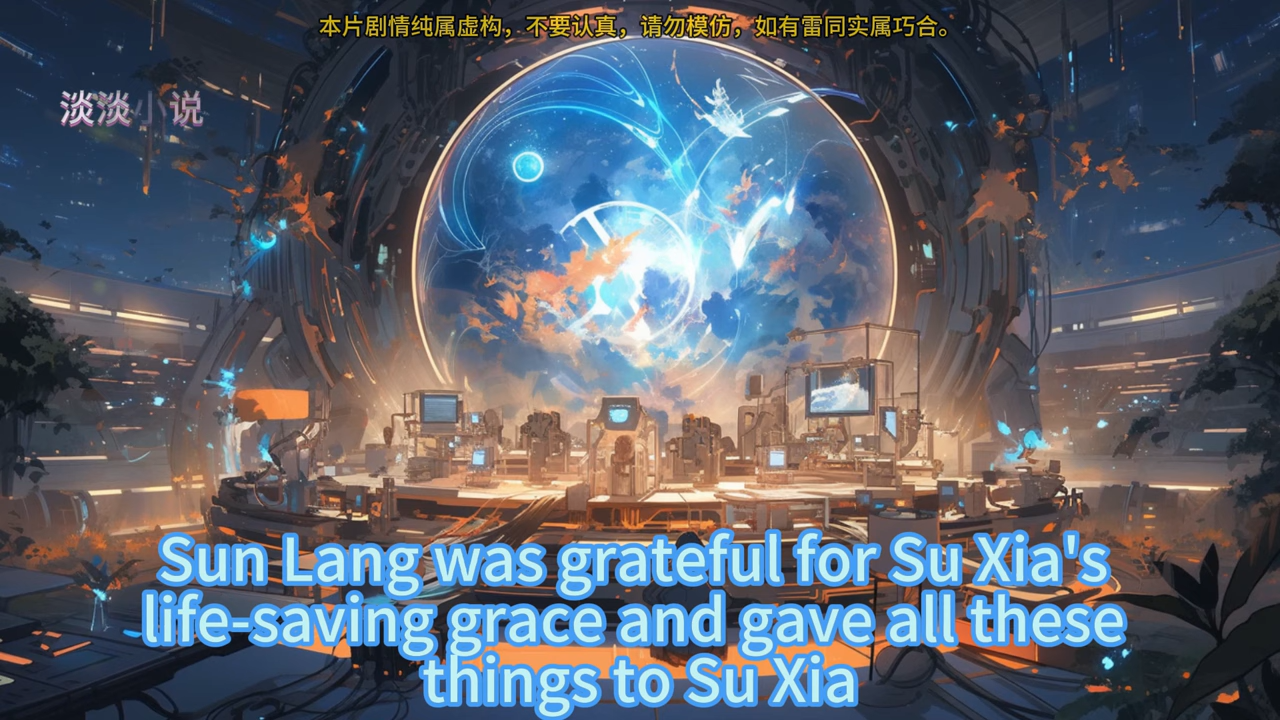 本片剧情纯属虚构，不要认真，请勿模仿，如有雷同实属巧合。
淡淡小说
Sun Lang was grateful for Su Xia's
life-saving grace and gave all these
things to Su Xia